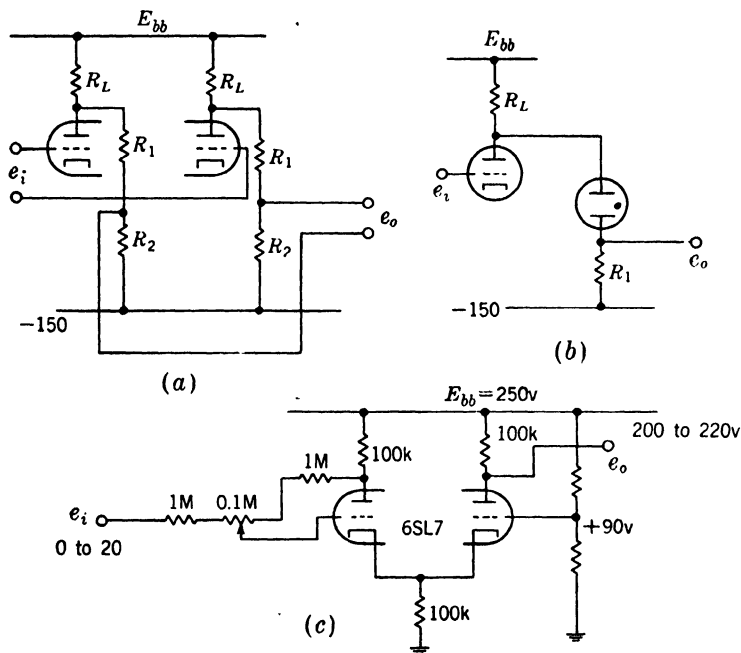 E_bb
R_L
R_L
R_1
R_1
e_i
e_o
R_2
R_?
−150
(a)
E_bb
R_L
e_i
e_o
R_1
−150
(b)
E_bb = 250v
200 to 220v
100k
100k
e_o
1M
1M
0.1M
e_i
0 to 20
6SL7
+90v
100k
(c)